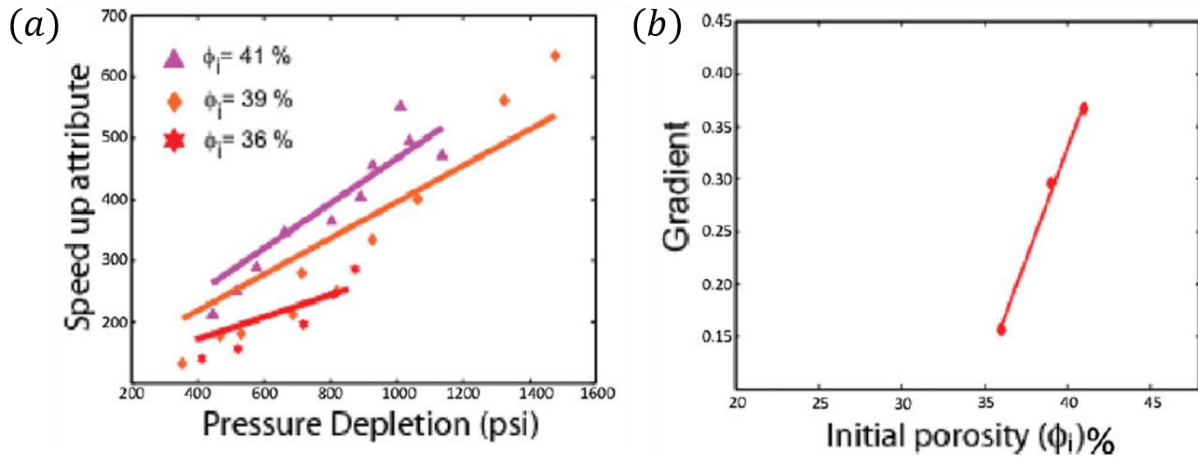 (a)
700
600
500
400
300
200
ϕi= 41 %
ϕi= 39 %
ϕi= 36 %
Speed up attribute
200 400 600 800 1000 1200 1400 1600
Pressure Depletion (psi)
(b)
0.45
0.40
0.35
0.30
0.25
0.15
Gradient
20 25 30 35 40 45
Initial porosity (ϕi)%